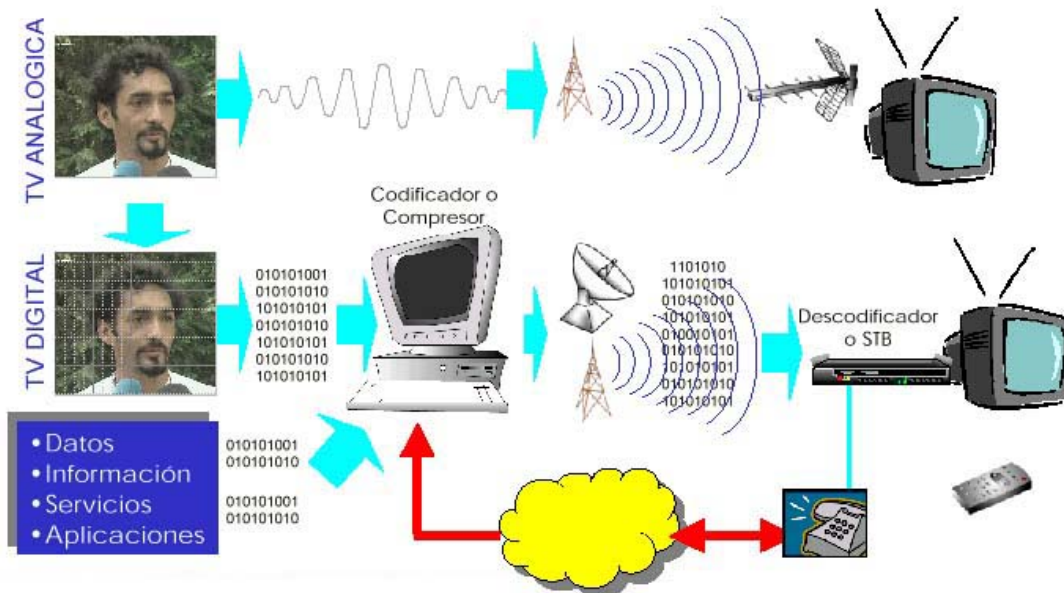 TV ANALOGICA
TV DIGITAL
Codificador o
Compresor
010101001
010101010
101010101
010101010
101010101
010101010
101010101
1101010
101010101
010101010
101010101
010010101
010101010
101010101
010101010
101010101
Descodificador
o STB
• Datos
• Información
• Servicios
• Aplicaciones
010101001
010101010
010101001
010101010